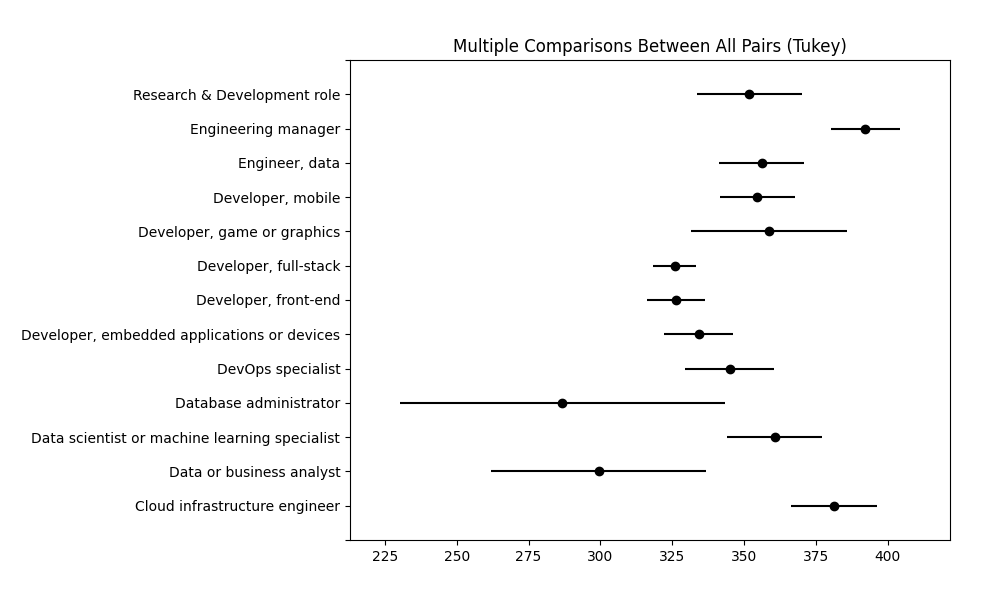 Multiple Comparisons Between All Pairs (Tukey)
Research & Development role
Engineering manager
Engineer, data
Developer, mobile
Developer, game or graphics
Developer, full-stack
Developer, front-end
Developer, embedded applications or devices
DevOps specialist
Database administrator
Data scientist or machine learning specialist
Data or business analyst
Cloud infrastructure engineer
225 250 275 300 325 350 375 400